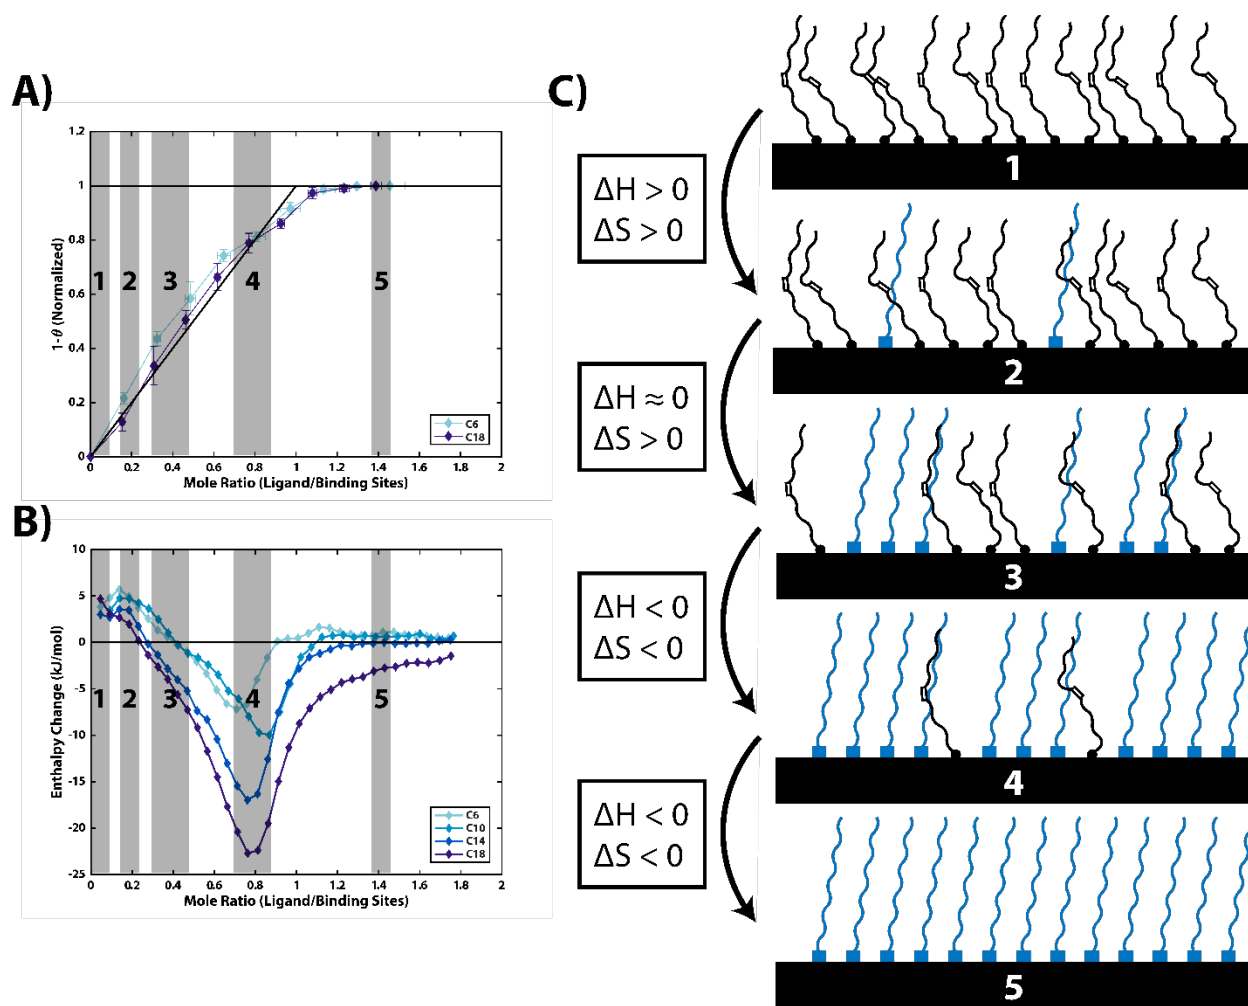 A)
1.2
1
0.8
0.6
0.4
0.2
0
1-θ (Normalized)
1
2
3
4
5
C6
C18
0
0.2
0.4
0.6
0.8
1
1.2
1.4
1.6
1.8
2
Mole Ratio (Ligand/Binding Sites)
B)
10
5
0
-5
-10
-15
-20
-25
Enthalpy Change (kJ/mol)
1
2
3
4
5
C6
C10
C14
C18
0
0.2
0.4
0.6
0.8
1
1.2
1.4
1.6
1.8
2
Mole Ratio (Ligand/Binding Sites)
C)
1
ΔH > 0
ΔS > 0
2
ΔH ≈ 0
ΔS > 0
3
ΔH < 0
ΔS < 0
4
ΔH < 0
ΔS < 0
5